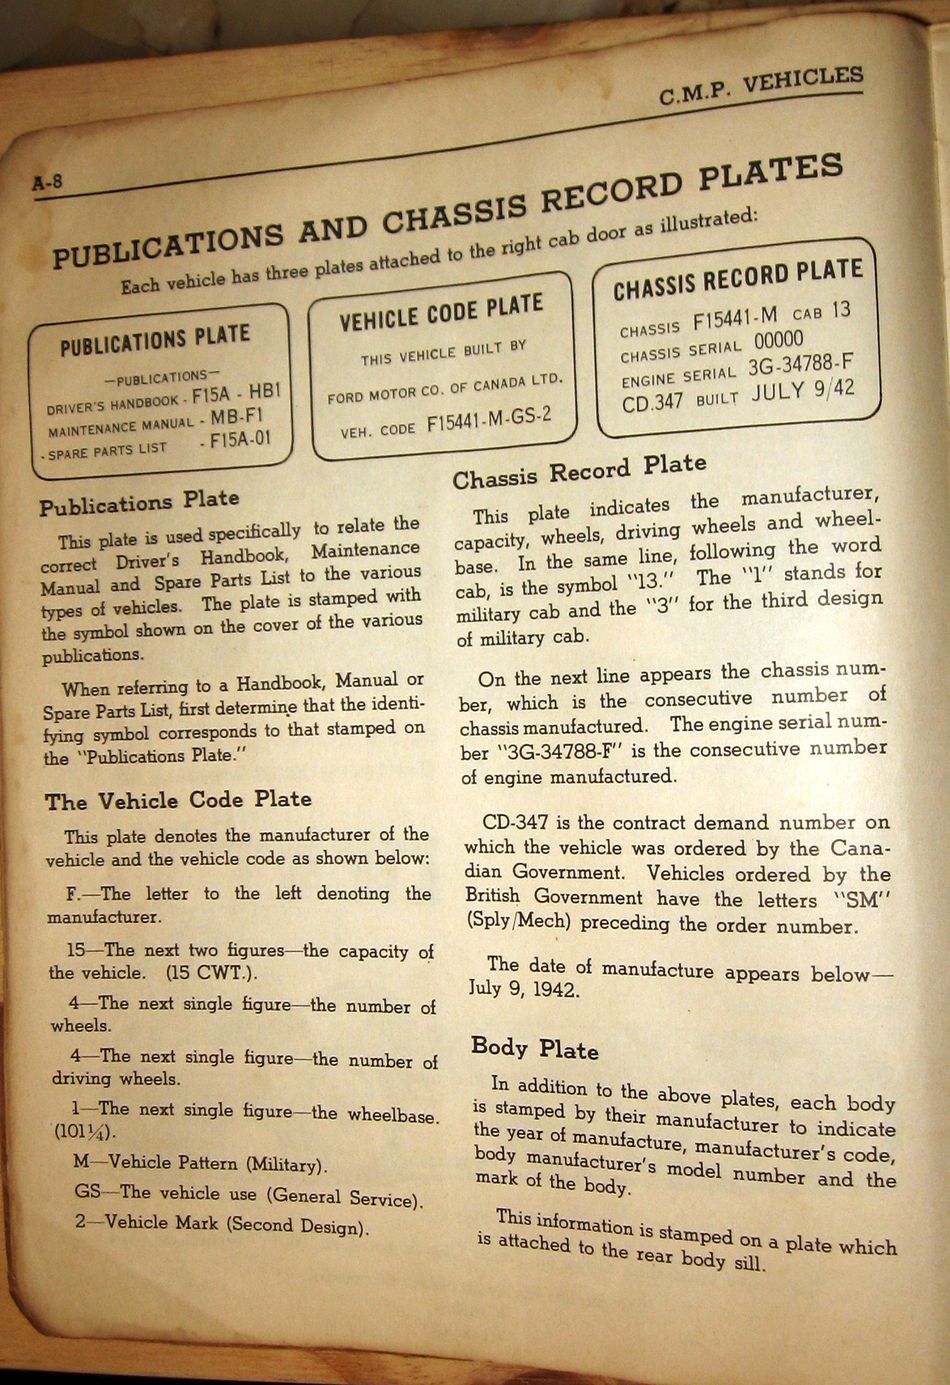 C.M.P. VEHICLES
A-8
PUBLICATIONS AND CHASSIS RECORD PLATES
Each vehicle has three plates attached to the right cab door as illustrated:
PUBLICATIONS PLATE
—PUBLICATIONS—
DRIVER'S HANDBOOK - F15A - HB1
MAINTENANCE MANUAL - MB-F1
- SPARE PARTS LIST - F15A-01
VEHICLE CODE PLATE
THIS VEHICLE BUILT BY
FORD MOTOR CO. OF CANADA LTD.
VEH. CODE F15441-M-GS-2
CHASSIS RECORD PLATE
CHASSIS F15441-M CAB 13
CHASSIS SERIAL 00000
ENGINE SERIAL 3G-34788-F
CD.347 BUILT JULY 9/42
Publications Plate
This plate is used specifically to relate the
correct Driver's Handbook, Maintenance
Manual and Spare Parts List to the various
types of vehicles. The plate is stamped with
the symbol shown on the cover of the various
publications.
When referring to a Handbook, Manual or
Spare Parts List, first determine that the identi-
fying symbol corresponds to that stamped on
the "Publications Plate."
The Vehicle Code Plate
This plate denotes the manufacturer of the
vehicle and the vehicle code as shown below:
F.—The letter to the left denoting the
manufacturer.
15—The next two figures—the capacity of
the vehicle. (15 CWT.).
4—The next single figure—the number of
wheels.
4—The next single figure—the number of
driving wheels.
1—The next single figure—the wheelbase.
(101¼).
M—Vehicle Pattern (Military).
GS—The vehicle use (General Service).
2—Vehicle Mark (Second Design).
Chassis Record Plate
This plate indicates the manufacturer,
capacity, wheels, driving wheels and wheel-
base. In the same line, following the word
cab, is the symbol "13." The "1" stands for
military cab and the "3" for the third design
of military cab.
On the next line appears the chassis num-
ber, which is the consecutive number of
chassis manufactured. The engine serial num-
ber "3G-34788-F" is the consecutive number
of engine manufactured.
CD-347 is the contract demand number on
which the vehicle was ordered by the Cana-
dian Government. Vehicles ordered by the
British Government have the letters "SM"
(Sply/Mech) preceding the order number.
The date of manufacture appears below—
July 9, 1942.
Body Plate
In addition to the above plates, each body
is stamped by their manufacturer to indicate
the year of manufacture, manufacturer's code,
body manufacturer's model number and the
mark of the body.
This information is stamped on a plate which
is attached to the rear body sill.